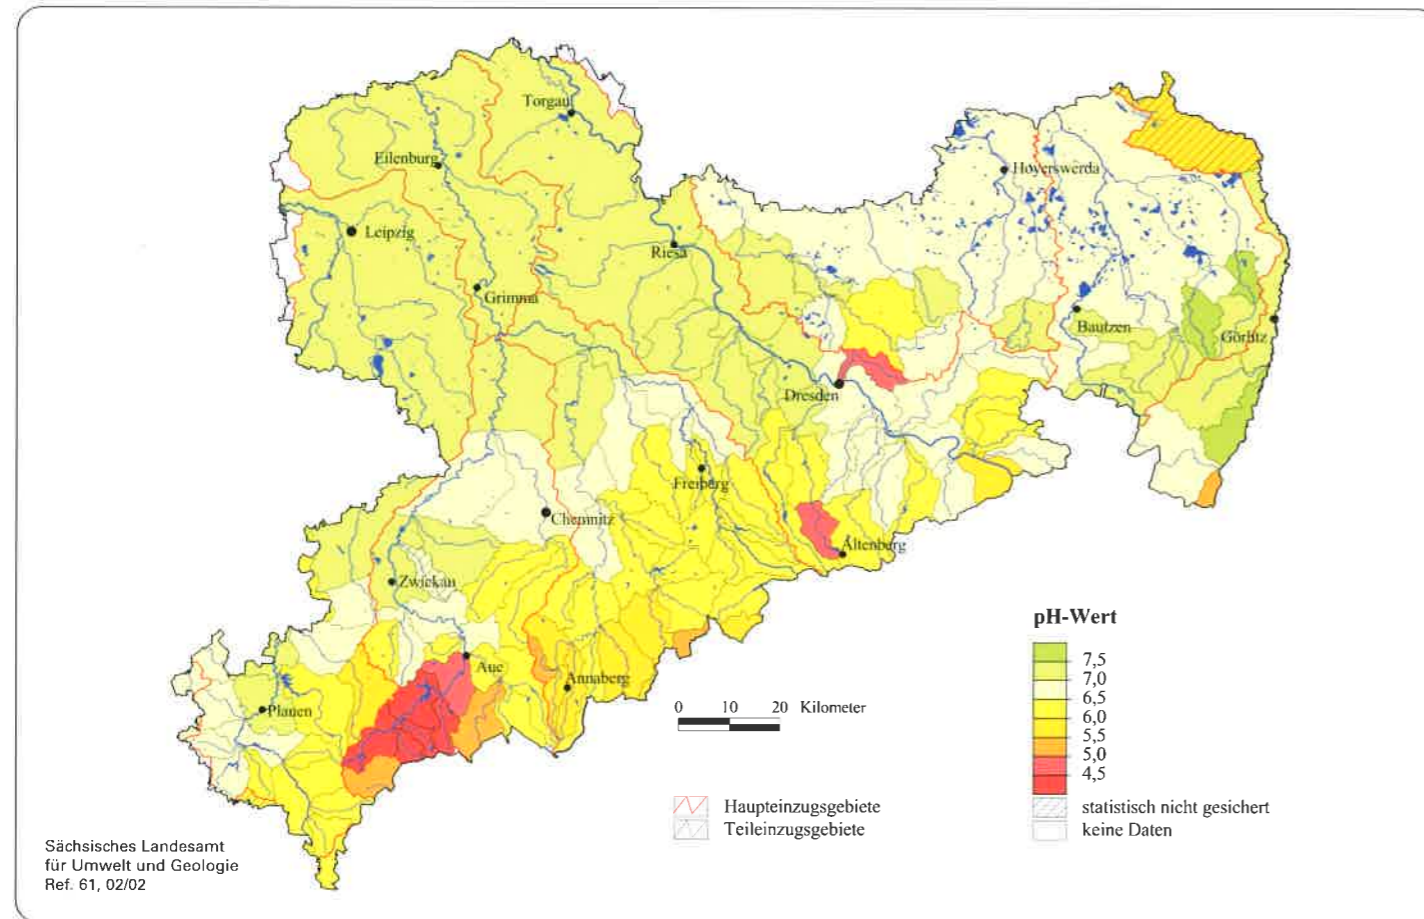 Torgau
Eilenburg
Hoyerswerda
Leipzig
Riesa
Grimma
Bautzen
Görlitz
Dresden
Freiberg
Chemnitz
Altenburg
Zwickau
Aue
Annaberg
Plauen
pH-Wert
7,5
7,0
6,5
6,0
5,5
5,0
4,5
0 10 20 Kilometer
Haupteinzugsgebiete
Teileinzugsgebiete
statistisch nicht gesichert
keine Daten
Sächsisches Landesamt
für Umwelt und Geologie
Ref. 61, 02/02